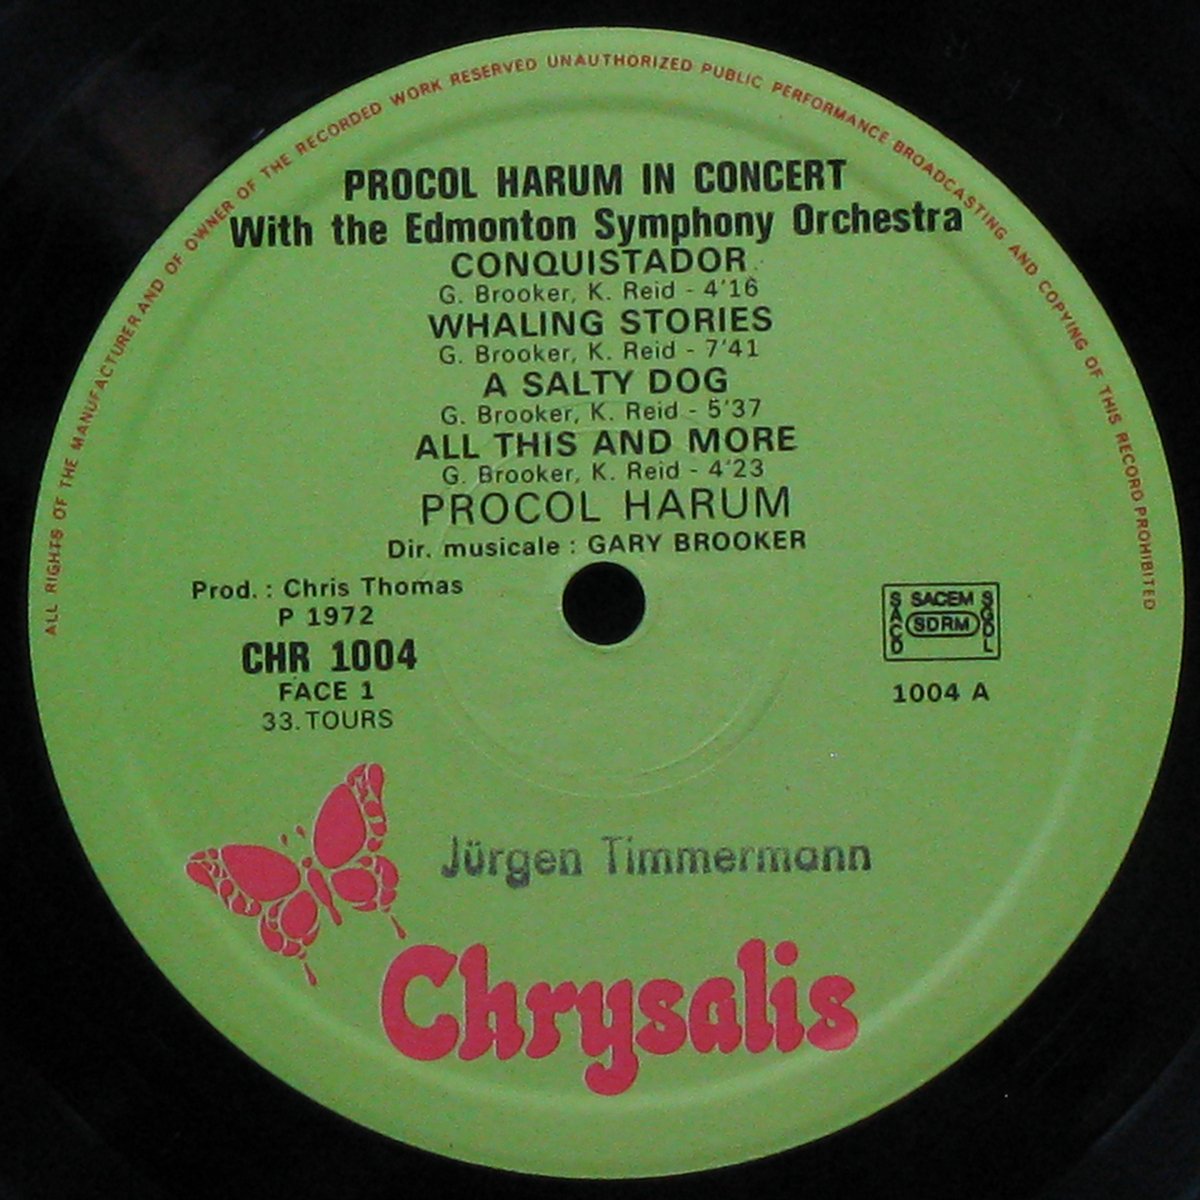 ALL RIGHTS OF THE MANUFACTURER AND OF OWNER OF THE RECORDED WORK RESERVED UNAUTHORIZED PUBLIC PERFORMANCE BROADCASTING AND COPYING OF THIS RECORD PROHIBITED
PROCOL HARUM IN CONCERT
With the Edmonton Symphony Orchestra
CONQUISTADOR
G. Brooker, K. Reid - 4'16
WHALING STORIES
G. Brooker, K. Reid - 7'41
A SALTY DOG
G. Brooker, K. Reid - 5'37
ALL THIS AND MORE
G. Brooker, K. Reid - 4'23
PROCOL HARUM
Dir. musicale : GARY BROOKER
Prod. : Chris Thomas
P 1972
CHR 1004
FACE 1
33. TOURS
SACD
SACEM
SDRM
SGDL
1004 A
Jürgen Timmermann
Chrysalis